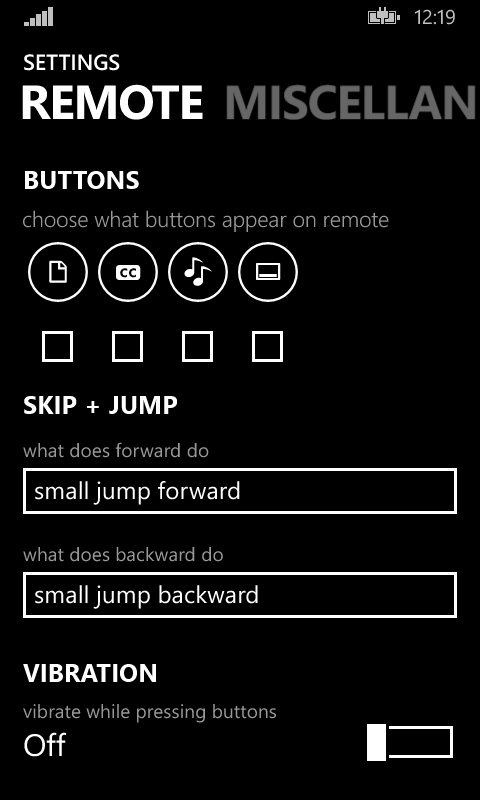 12:19
SETTINGS
REMOTE MISCELLAN
BUTTONS
choose what buttons appear on remote
CC
SKIP + JUMP
what does forward do
small jump forward
what does backward do
small jump backward
VIBRATION
vibrate while pressing buttons
Off